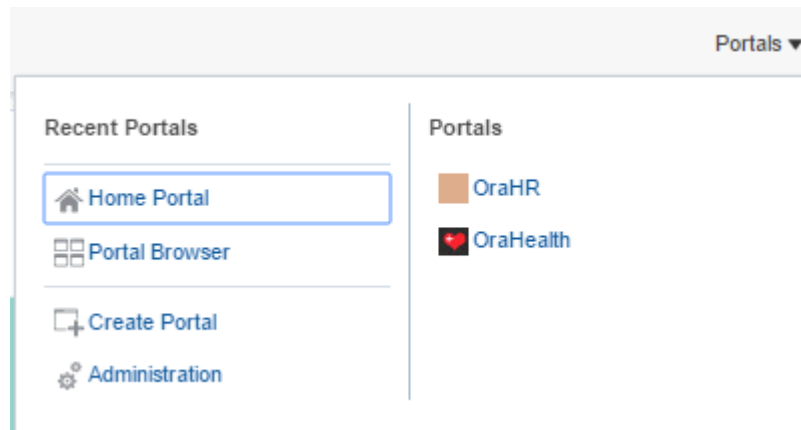 Portals
Recent Portals
Home Portal
Portal Browser
Create Portal
Administration
Portals
OraHR
OraHealth